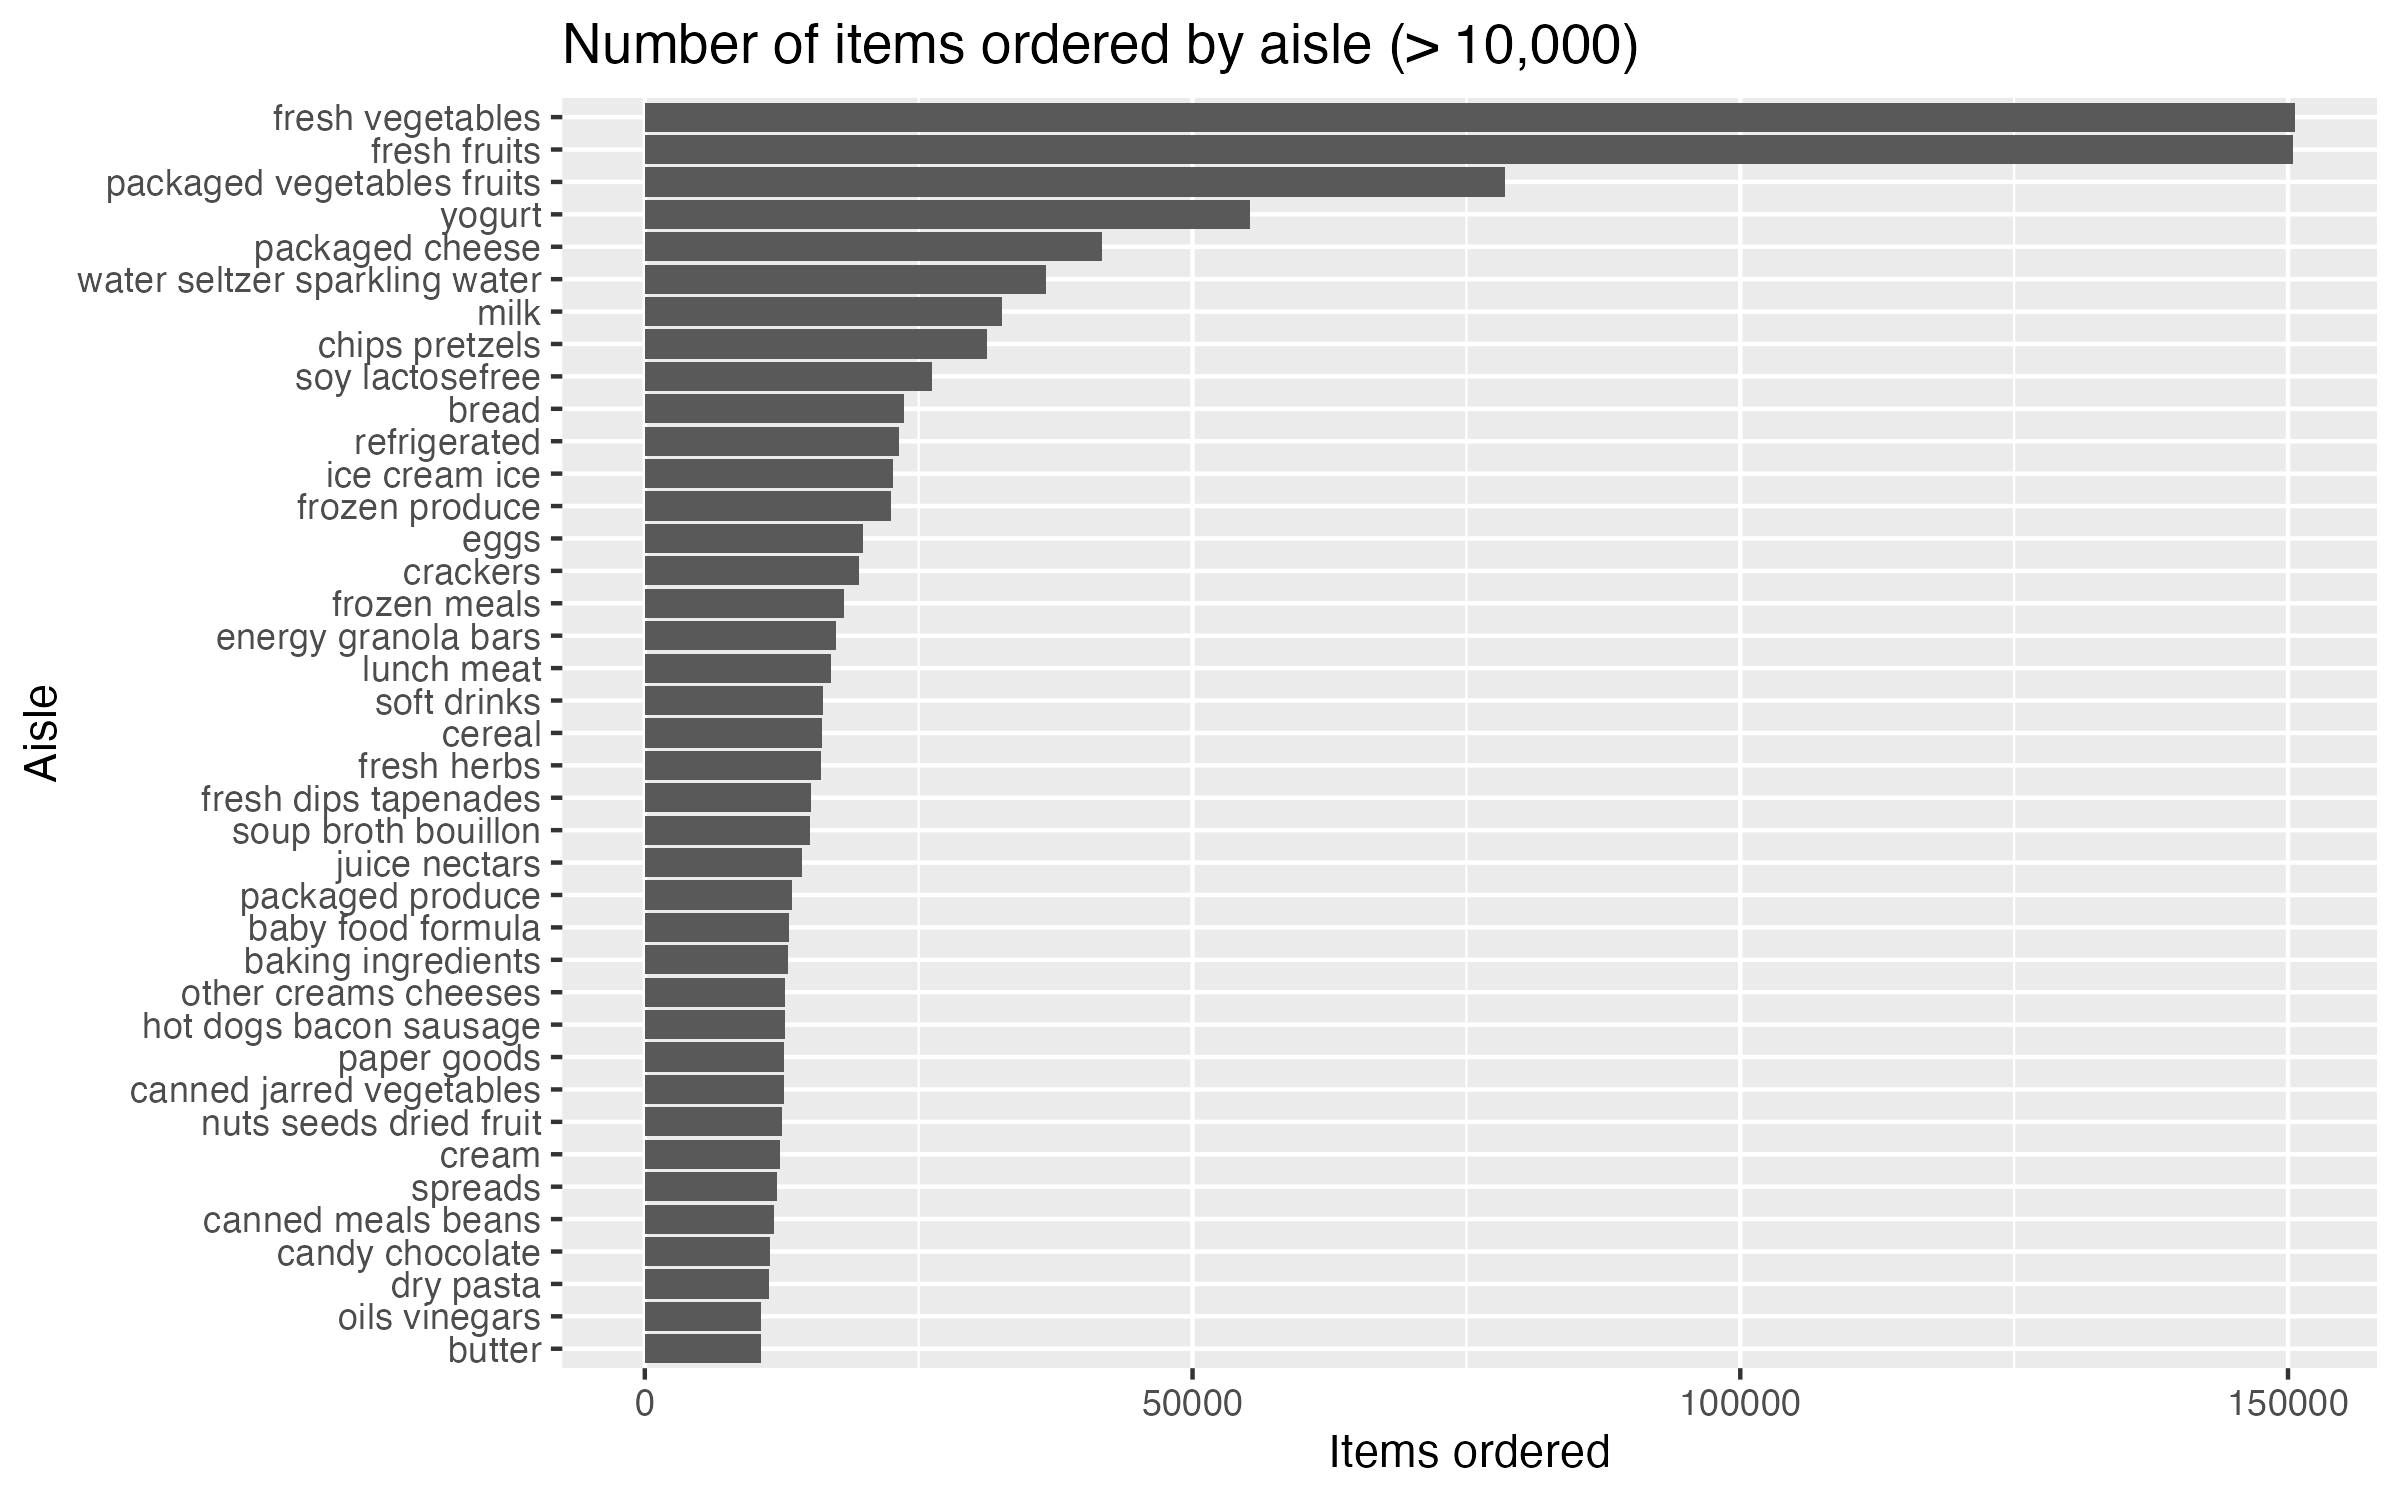 Number of items ordered by aisle (> 10,000)
fresh vegetables
fresh fruits
packaged vegetables fruits
yogurt
packaged cheese
water seltzer sparkling water
milk
chips pretzels
soy lactosefree
bread
refrigerated
ice cream ice
frozen produce
eggs
crackers
frozen meals
energy granola bars
lunch meat
soft drinks
cereal
fresh herbs
fresh dips tapenades
soup broth bouillon
juice nectars
packaged produce
baby food formula
baking ingredients
other creams cheeses
hot dogs bacon sausage
paper goods
canned jarred vegetables
nuts seeds dried fruit
cream
spreads
canned meals beans
candy chocolate
dry pasta
oils vinegars
butter
Aisle
0 50000 100000 150000
Items ordered